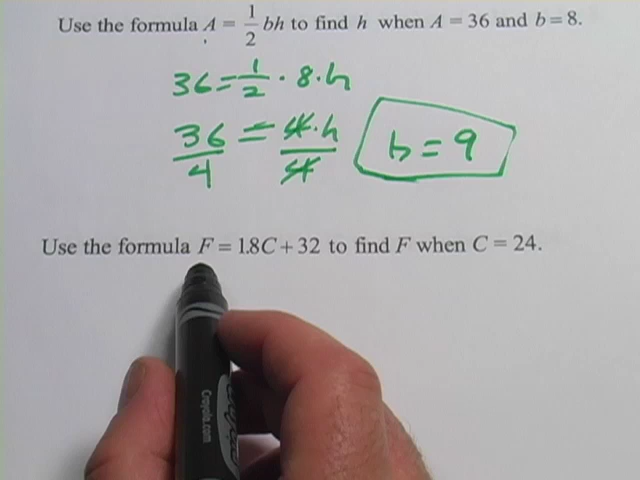 Use the formula A = 1/2 bh to find h when A = 36 and b = 8.
36 = 1/2 · 8 · h
36/4 = 4 · h/4
h = 9
Use the formula F = 1.8C + 32 to find F when C = 24.
Crayola.com